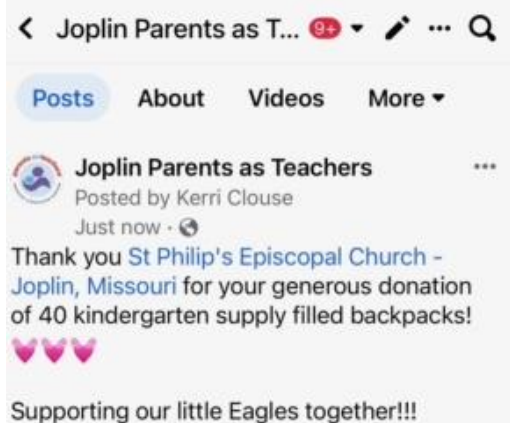 Joplin Parents as T... 9+
Posts About Videos More
Joplin Parents as Teachers
Posted by Kerri Clouse
Just now ·
Thank you St Philip's Episcopal Church -
Joplin, Missouri for your generous donation
of 40 kindergarten supply filled backpacks!
Supporting our little Eagles together!!!